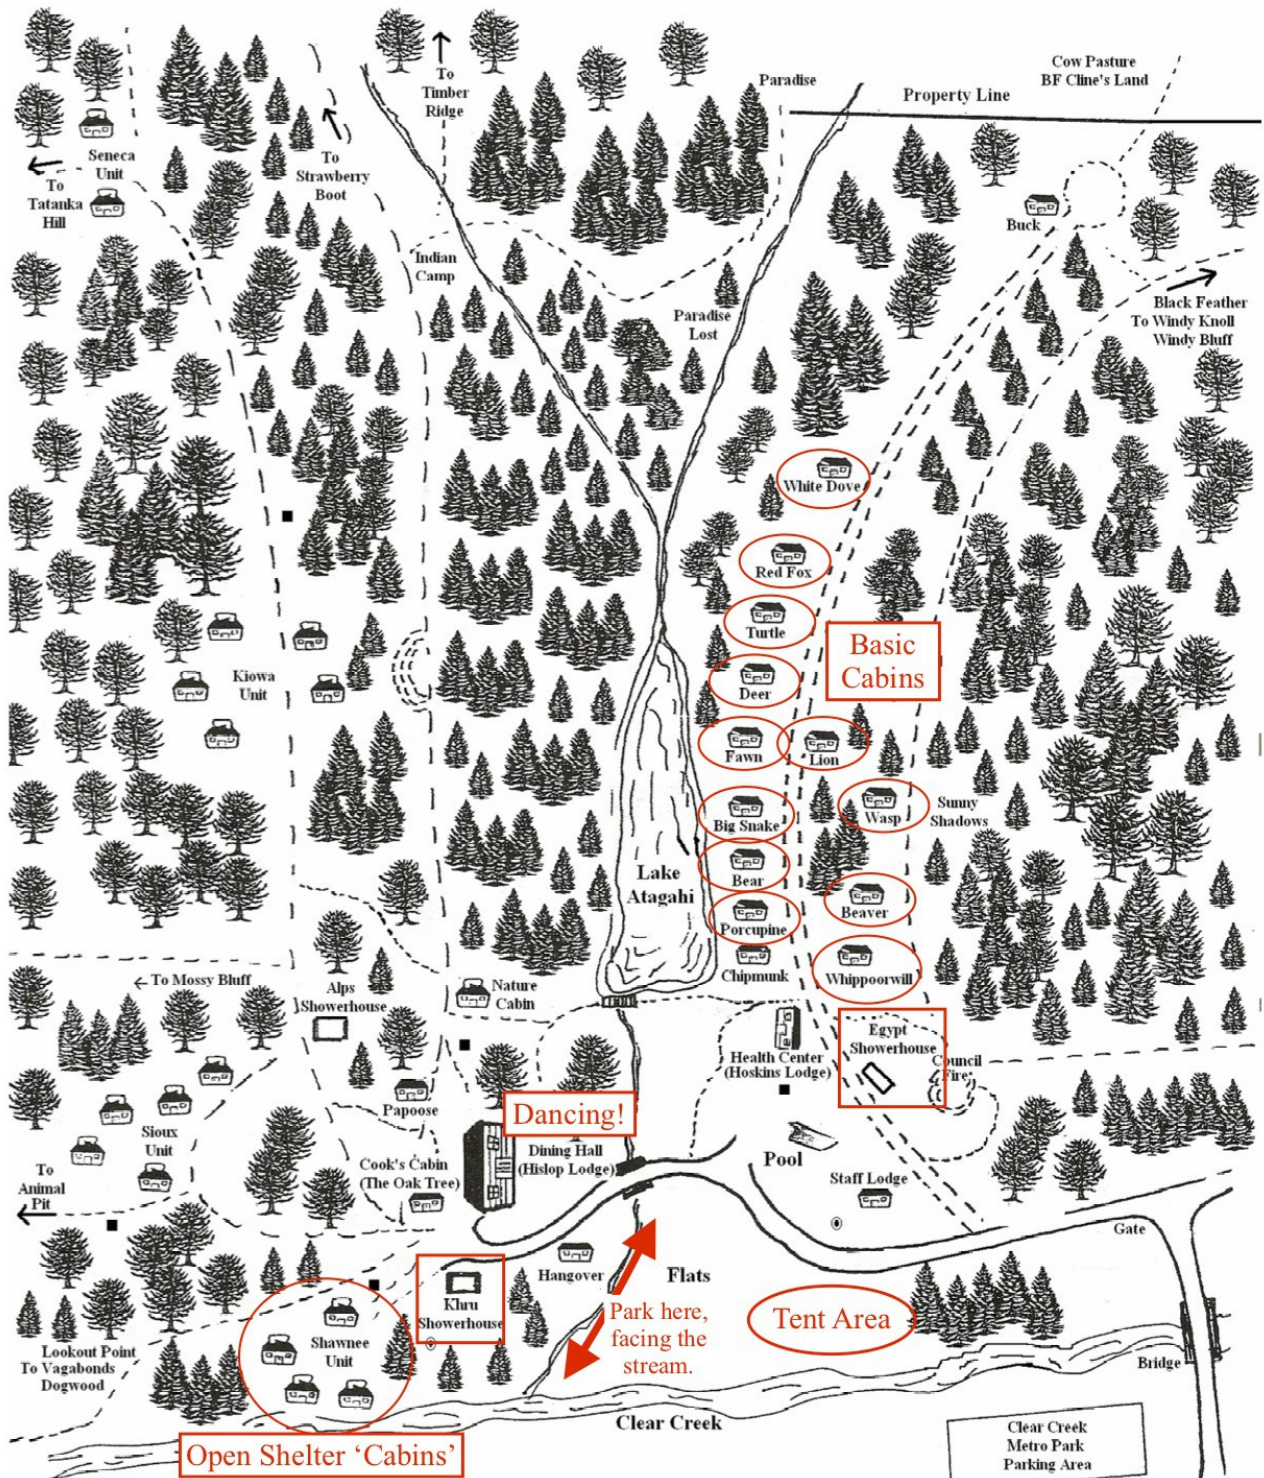 Cow Pasture
BF Cline's Land
To
Timber
Ridge
Paradise
Property Line
Seneca
Unit
To
Tatanka
Hill
To
Strawberry
Boot
Buck
Indian
Camp
Black Feather
To Windy Knoll
Windy Bluff
Paradise
Lost
White Dove
Red Fox
Turtle
Basic
Cabins
Deer
Kiowa
Unit
Fawn
Lion
Big Snake
Wasp
Sunny
Shadows
Bear
Lake
Atagahi
Beaver
Porcupine
Chipmunk
Whippoorwill
To Mossy Bluff
Alps
Showerhouse
Nature
Cabin
Egypt
Showerhouse
Health Center
(Hoskins Lodge)
Council
Fire
Papoose
Dancing!
Sioux
Unit
Dining Hall
(Hislop Lodge)
Pool
Cook's Cabin
(The Oak Tree)
Staff Lodge
To
Animal
Pit
Gate
Hangover
Flats
Khru
Showerhouse
Park here,
facing the
stream.
Tent Area
Shawnee
Unit
Lookout Point
To Vagabonds
Dogwood
Bridge
Clear Creek
Clear Creek
Metro Park
Parking Area
Open Shelter ‘Cabins’